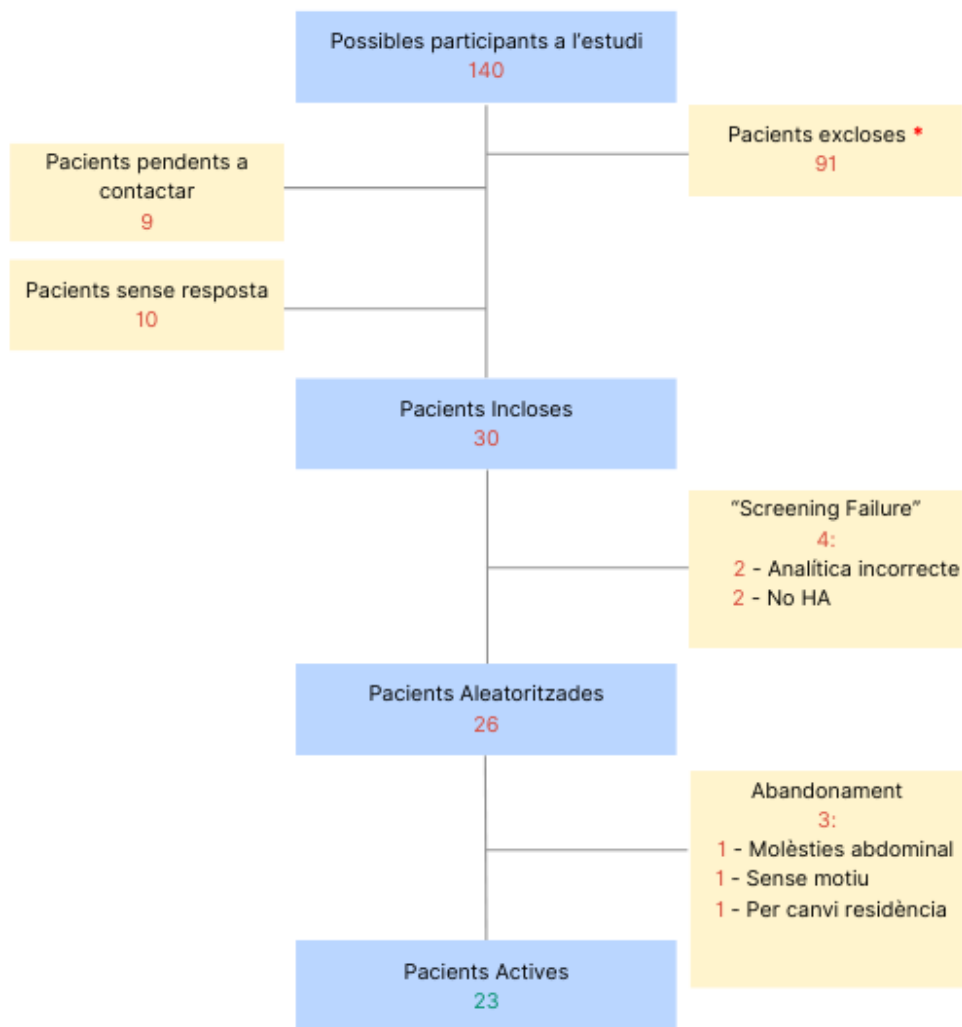 Possibles participants a l'estudi
140
Pacients excloses *
91
Pacients pendents a
contactar
9
Pacients sense resposta
10
Pacients Incloses
30
“Screening Failure”
4:
2 - Analítica incorrecte
2 - No HA
Pacients Aleatoritzades
26
Abandonament
3:
1 - Molèsties abdominal
1 - Sense motiu
1 - Per canvi residència
Pacients Actives
23